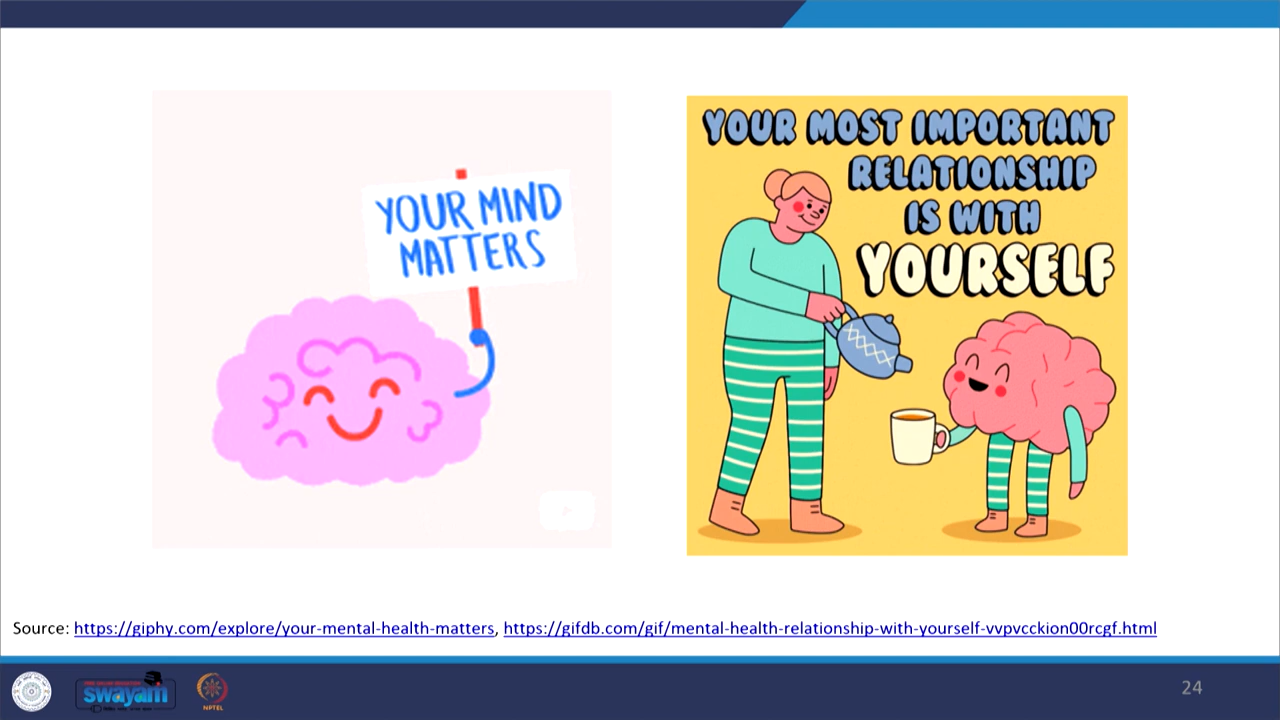 YOUR MIND
MATTERS
YOUR MOST IMPORTANT
RELATIONSHIP
IS WITH
YOURSELF
Source: https://giphy.com/explore/your-mental-health-matters, https://gifdb.com/gif/mental-health-relationship-with-yourself-vvpvcckion00rcgf.html
swayam
NPTEL
24